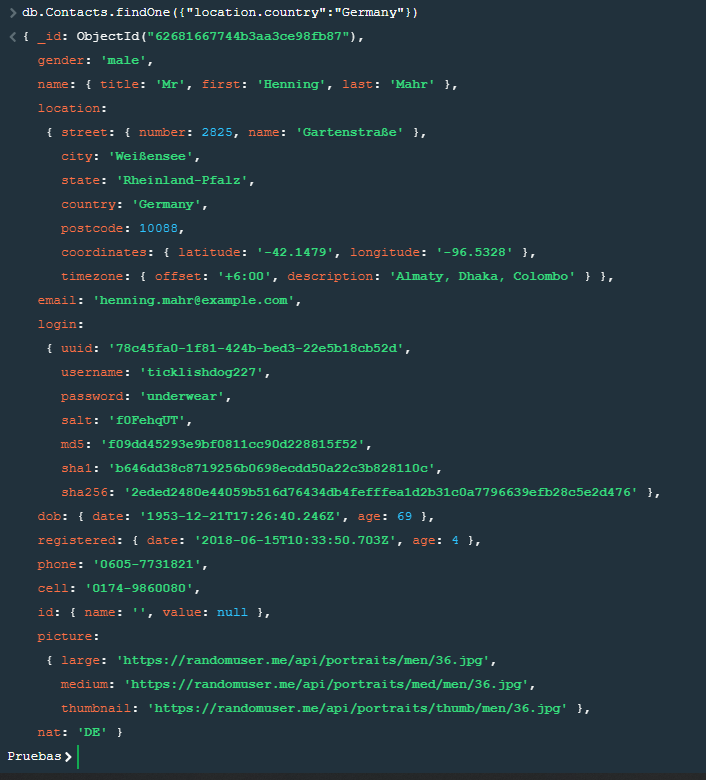 > db.Contacts.findOne({"location.country":"Germany"})
< { _id: ObjectId("62681667744b3aa3ce98fb87"),
gender: 'male',
name: { title: 'Mr', first: 'Henning', last: 'Mahr' },
location:
{ street: { number: 2825, name: 'Gartenstraße' },
city: 'Weißensee',
state: 'Rheinland-Pfalz',
country: 'Germany',
postcode: 10088,
coordinates: { latitude: '-42.1479', longitude: '-96.5328' },
timezone: { offset: '+6:00', description: 'Almaty, Dhaka, Colombo' } },
email: 'henning.mahr@example.com',
login:
{ uuid: '78c45fa0-1f81-424b-bed3-22e5b18cb52d',
username: 'ticklishdog227',
password: 'underwear',
salt: 'f0FehqUT',
md5: 'f09dd45293e9bf0811cc90d228815f52',
sha1: 'b646dd38c8719256b0698ecdd50a22c3b828110c',
sha256: '2eded2480e44059b516d76434db4fefffea1d2b31c0a7796639efb28c5e2d476' },
dob: { date: '1953-12-21T17:26:40.246Z', age: 69 },
registered: { date: '2018-06-15T10:33:50.703Z', age: 4 },
phone: '0605-7731821',
cell: '0174-9860080',
id: { name: '', value: null },
picture:
{ large: 'https://randomuser.me/api/portraits/men/36.jpg',
medium: 'https://randomuser.me/api/portraits/med/men/36.jpg',
thumbnail: 'https://randomuser.me/api/portraits/thumb/men/36.jpg' },
nat: 'DE' }
Pruebas>